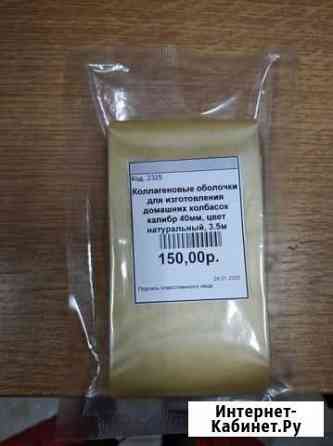 Код. 2325
Коллагеновые оболочки
для изготовления
домашних колбасок
калибр 40мм, цвет
натуральный, 3.5м
150,00р.
Подпись ответственного лица
Интернет-
Кабинет.Ру